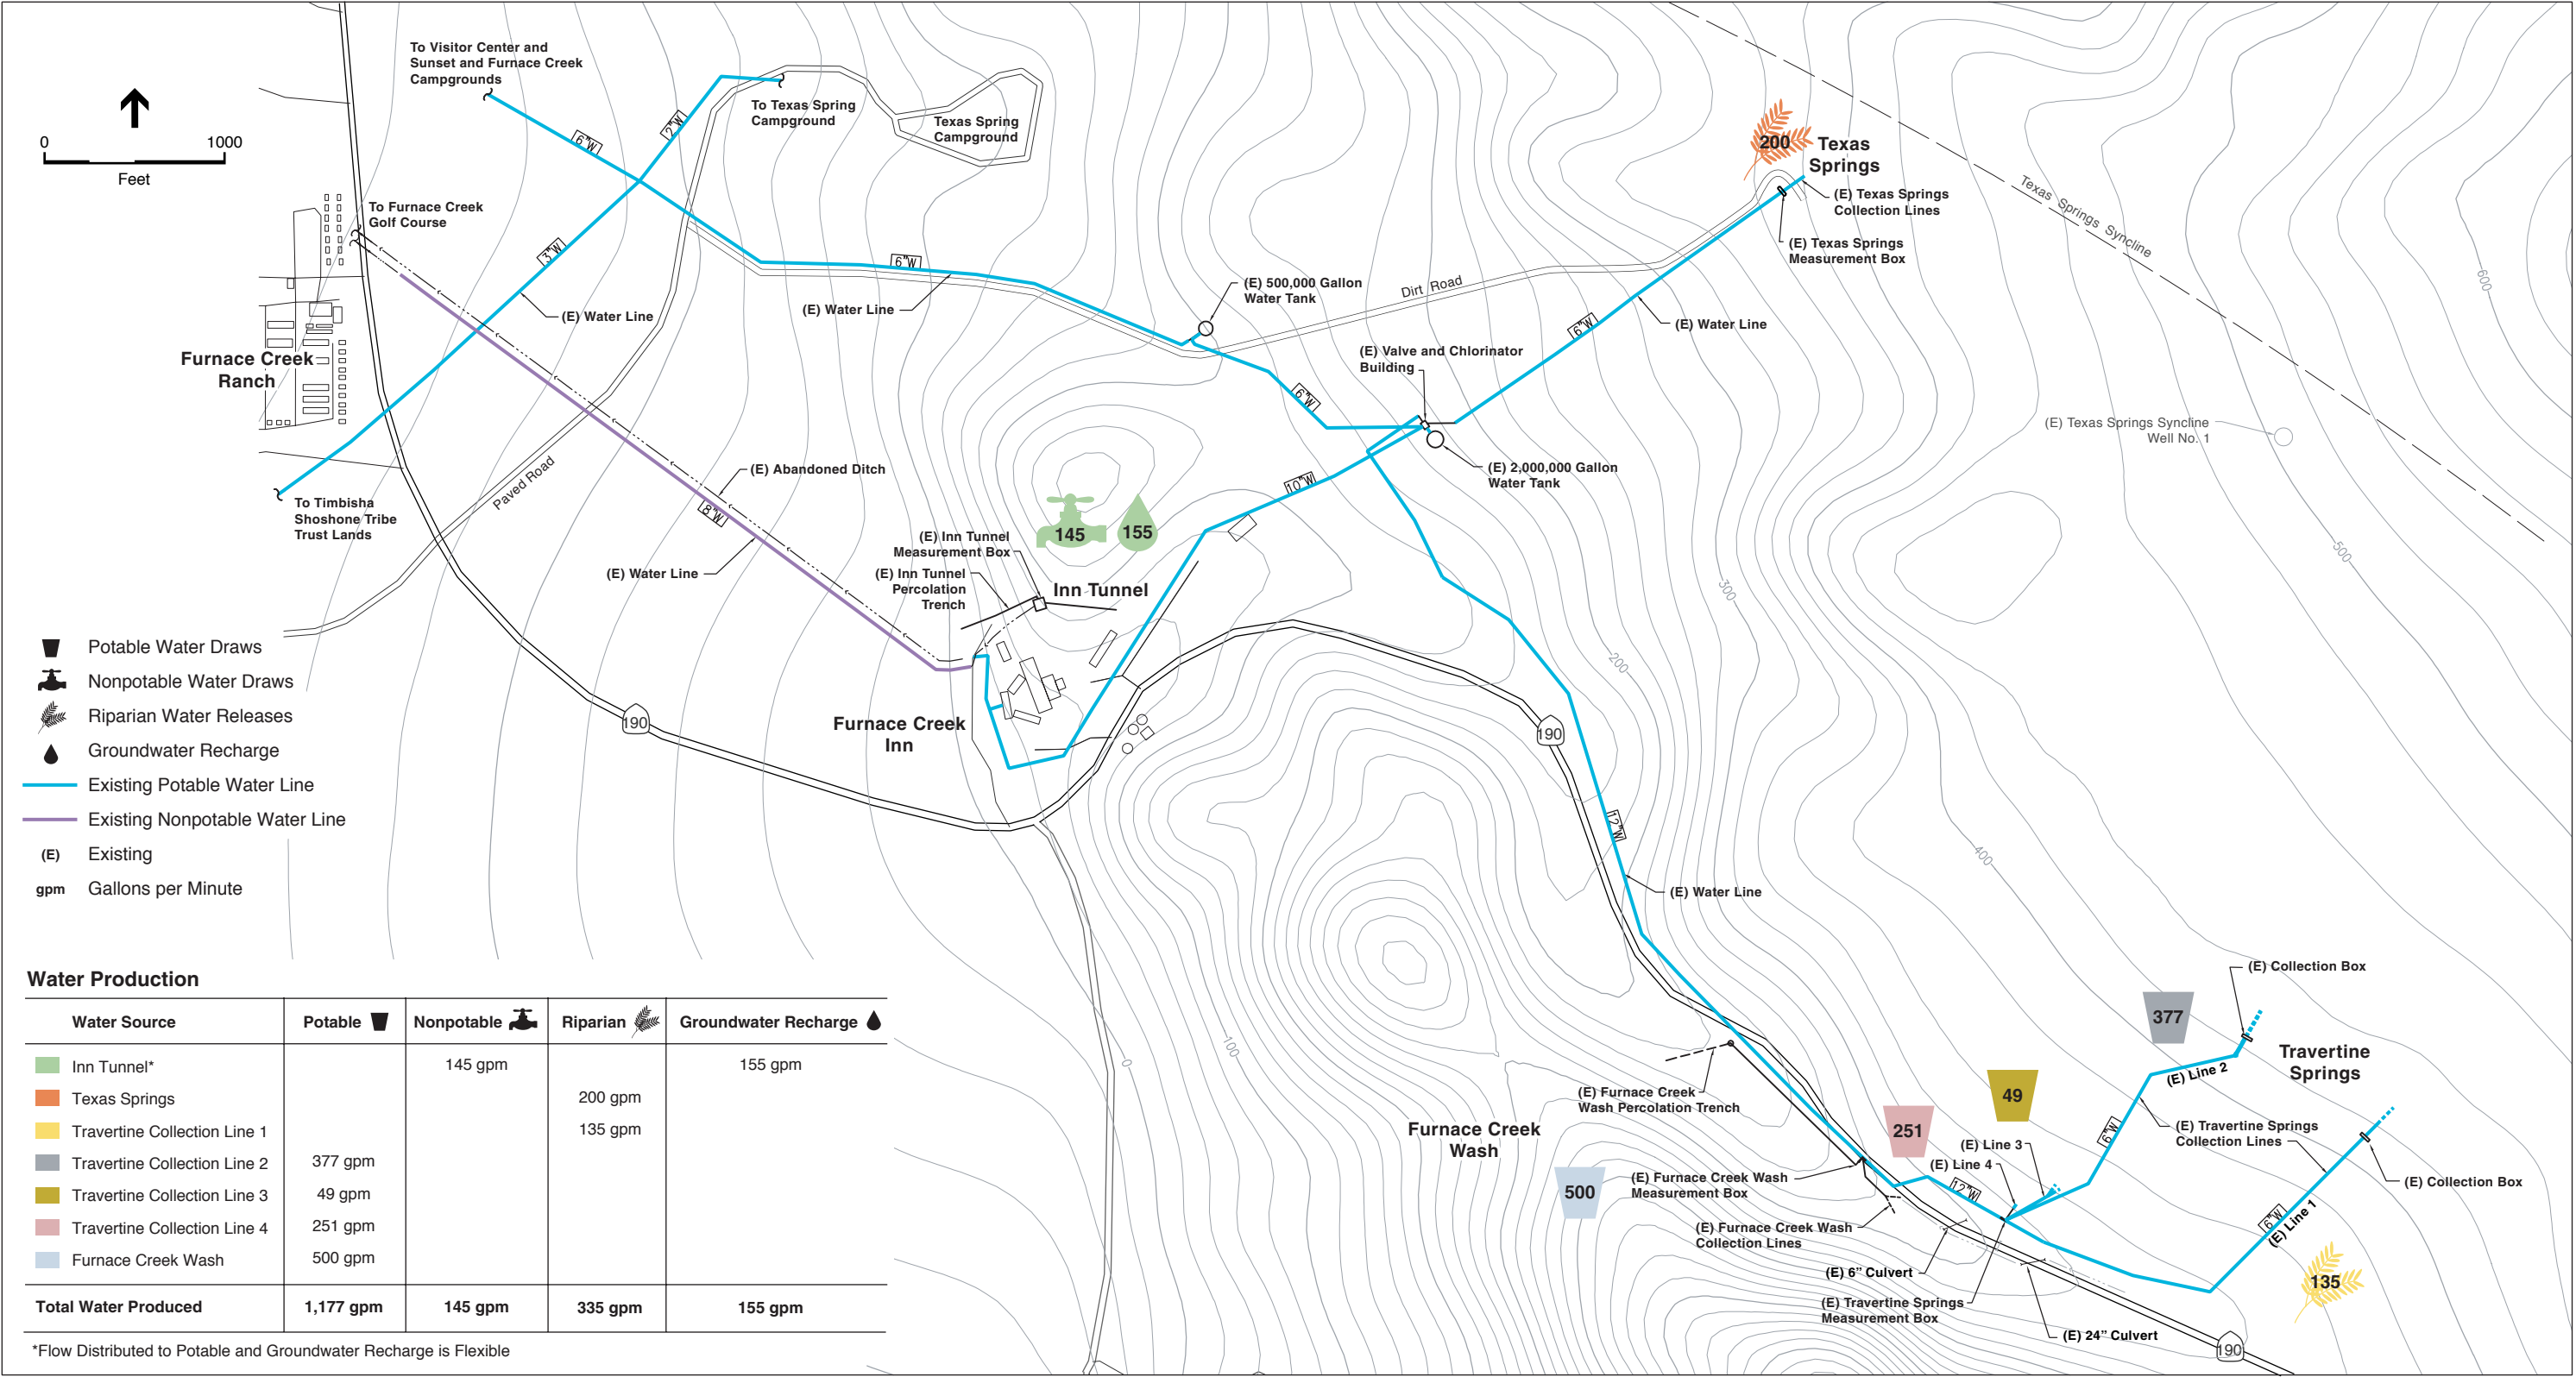 To Visitor Center and
Sunset and Furnace Creek
Campgrounds
6"W
2"W
To Texas Spring
Campground
Texas Spring
Campground
0 1000
Feet
To Furnace Creek
Golf Course
3"W
(E) Water Line
6"W
(E) Water Line
(E) 500,000 Gallon
Water Tank
Dirt Road
200
Texas
Springs
(E) Texas Springs
Collection Lines
(E) Texas Springs
Measurement Box
Texas Springs Syncline
600
6"W
(E) Water Line
(E) Valve and Chlorinator
Building
6"W
Furnace Creek
Ranch
(E) Texas Springs Syncline
Well No. 1
(E) Abandoned Ditch
Paved Road
8"W
10"W
(E) 2,000,000 Gallon
Water Tank
To Timbisha
Shoshone Tribe
Trust Lands
145
155
(E) Inn Tunnel
Measurement Box
(E) Inn Tunnel
Percolation
Trench
Inn Tunnel
(E) Water Line
500
300
200
400
190
190
Furnace Creek
Inn
12"W
(E) Water Line
Potable Water Draws
Nonpotable Water Draws
Riparian Water Releases
Groundwater Recharge
Existing Potable Water Line
Existing Nonpotable Water Line
(E) Existing
gpm Gallons per Minute
0
100
(E) Collection Box
377
Travertine
Springs
(E) Line 2
49
251
(E) Furnace Creek
Wash Percolation Trench
Furnace Creek
Wash
6"W
(E) Travertine Springs
Collection Lines
(E) Line 3
(E) Line 4
12"W
500
(E) Furnace Creek Wash
Measurement Box
(E) Collection Box
6"W
(E) Line 1
(E) Furnace Creek Wash
Collection Lines
(E) 6” Culvert
135
(E) Travertine Springs
Measurement Box
(E) 24” Culvert
190
Water Production
Water Source Potable Nonpotable Riparian Groundwater Recharge
Inn Tunnel* 145 gpm 155 gpm
Texas Springs 200 gpm
Travertine Collection Line 1 135 gpm
Travertine Collection Line 2 377 gpm
Travertine Collection Line 3 49 gpm
Travertine Collection Line 4 251 gpm
Furnace Creek Wash 500 gpm
Total Water Produced 1,177 gpm 145 gpm 335 gpm 155 gpm
*Flow Distributed to Potable and Groundwater Recharge is Flexible